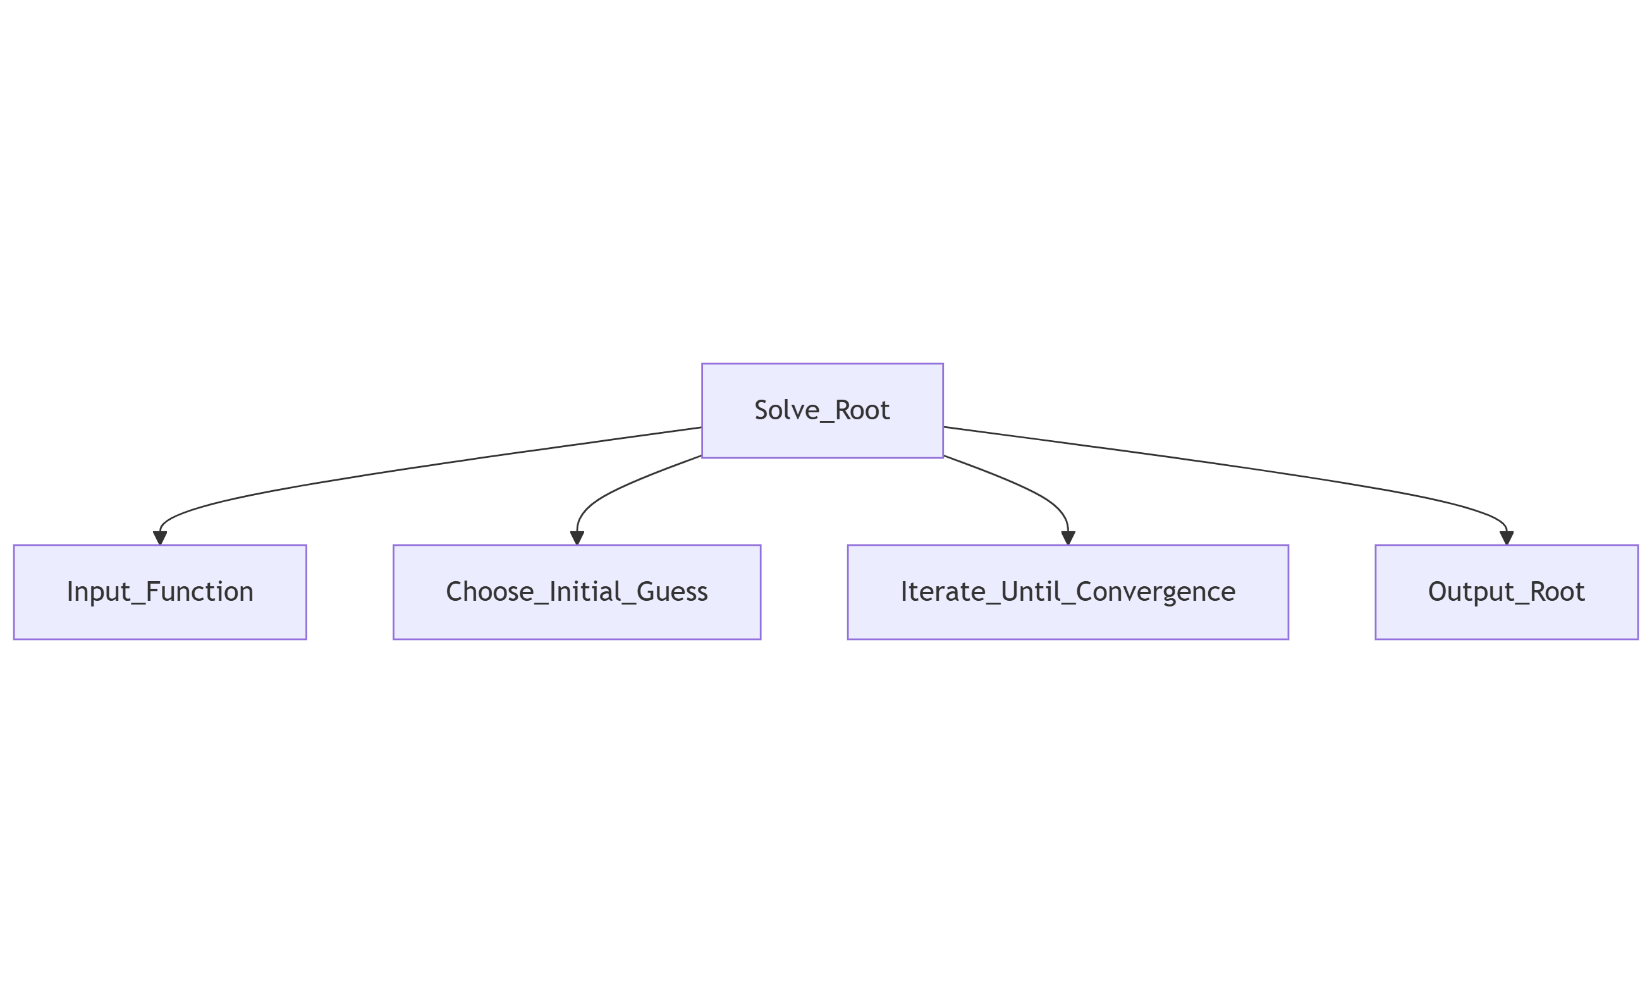 Solve_Root
Input_Function
Choose_Initial_Guess
Iterate_Until_Convergence
Output_Root